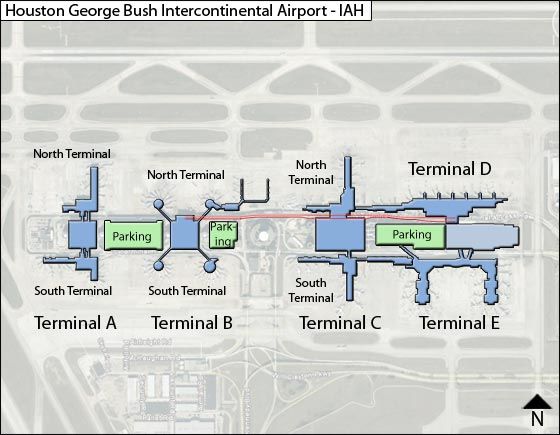 Houston George Bush Intercontinental Airport - IAH
North Terminal
North Terminal
North
Terminal
Terminal D
Parking
Park-
ing
Parking
South Terminal
South Terminal
South
Terminal
Terminal A
Terminal B
Terminal C
Terminal E
N